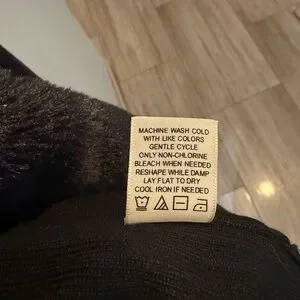 MACHINE WASH COLD
WITH LIKE COLORS
GENTLE CYCLE
ONLY NON-CHLORINE
BLEACH WHEN NEEDED
RESHAPE WHILE DAMP
LAY FLAT TO DRY
COOL IRON IF NEEDED